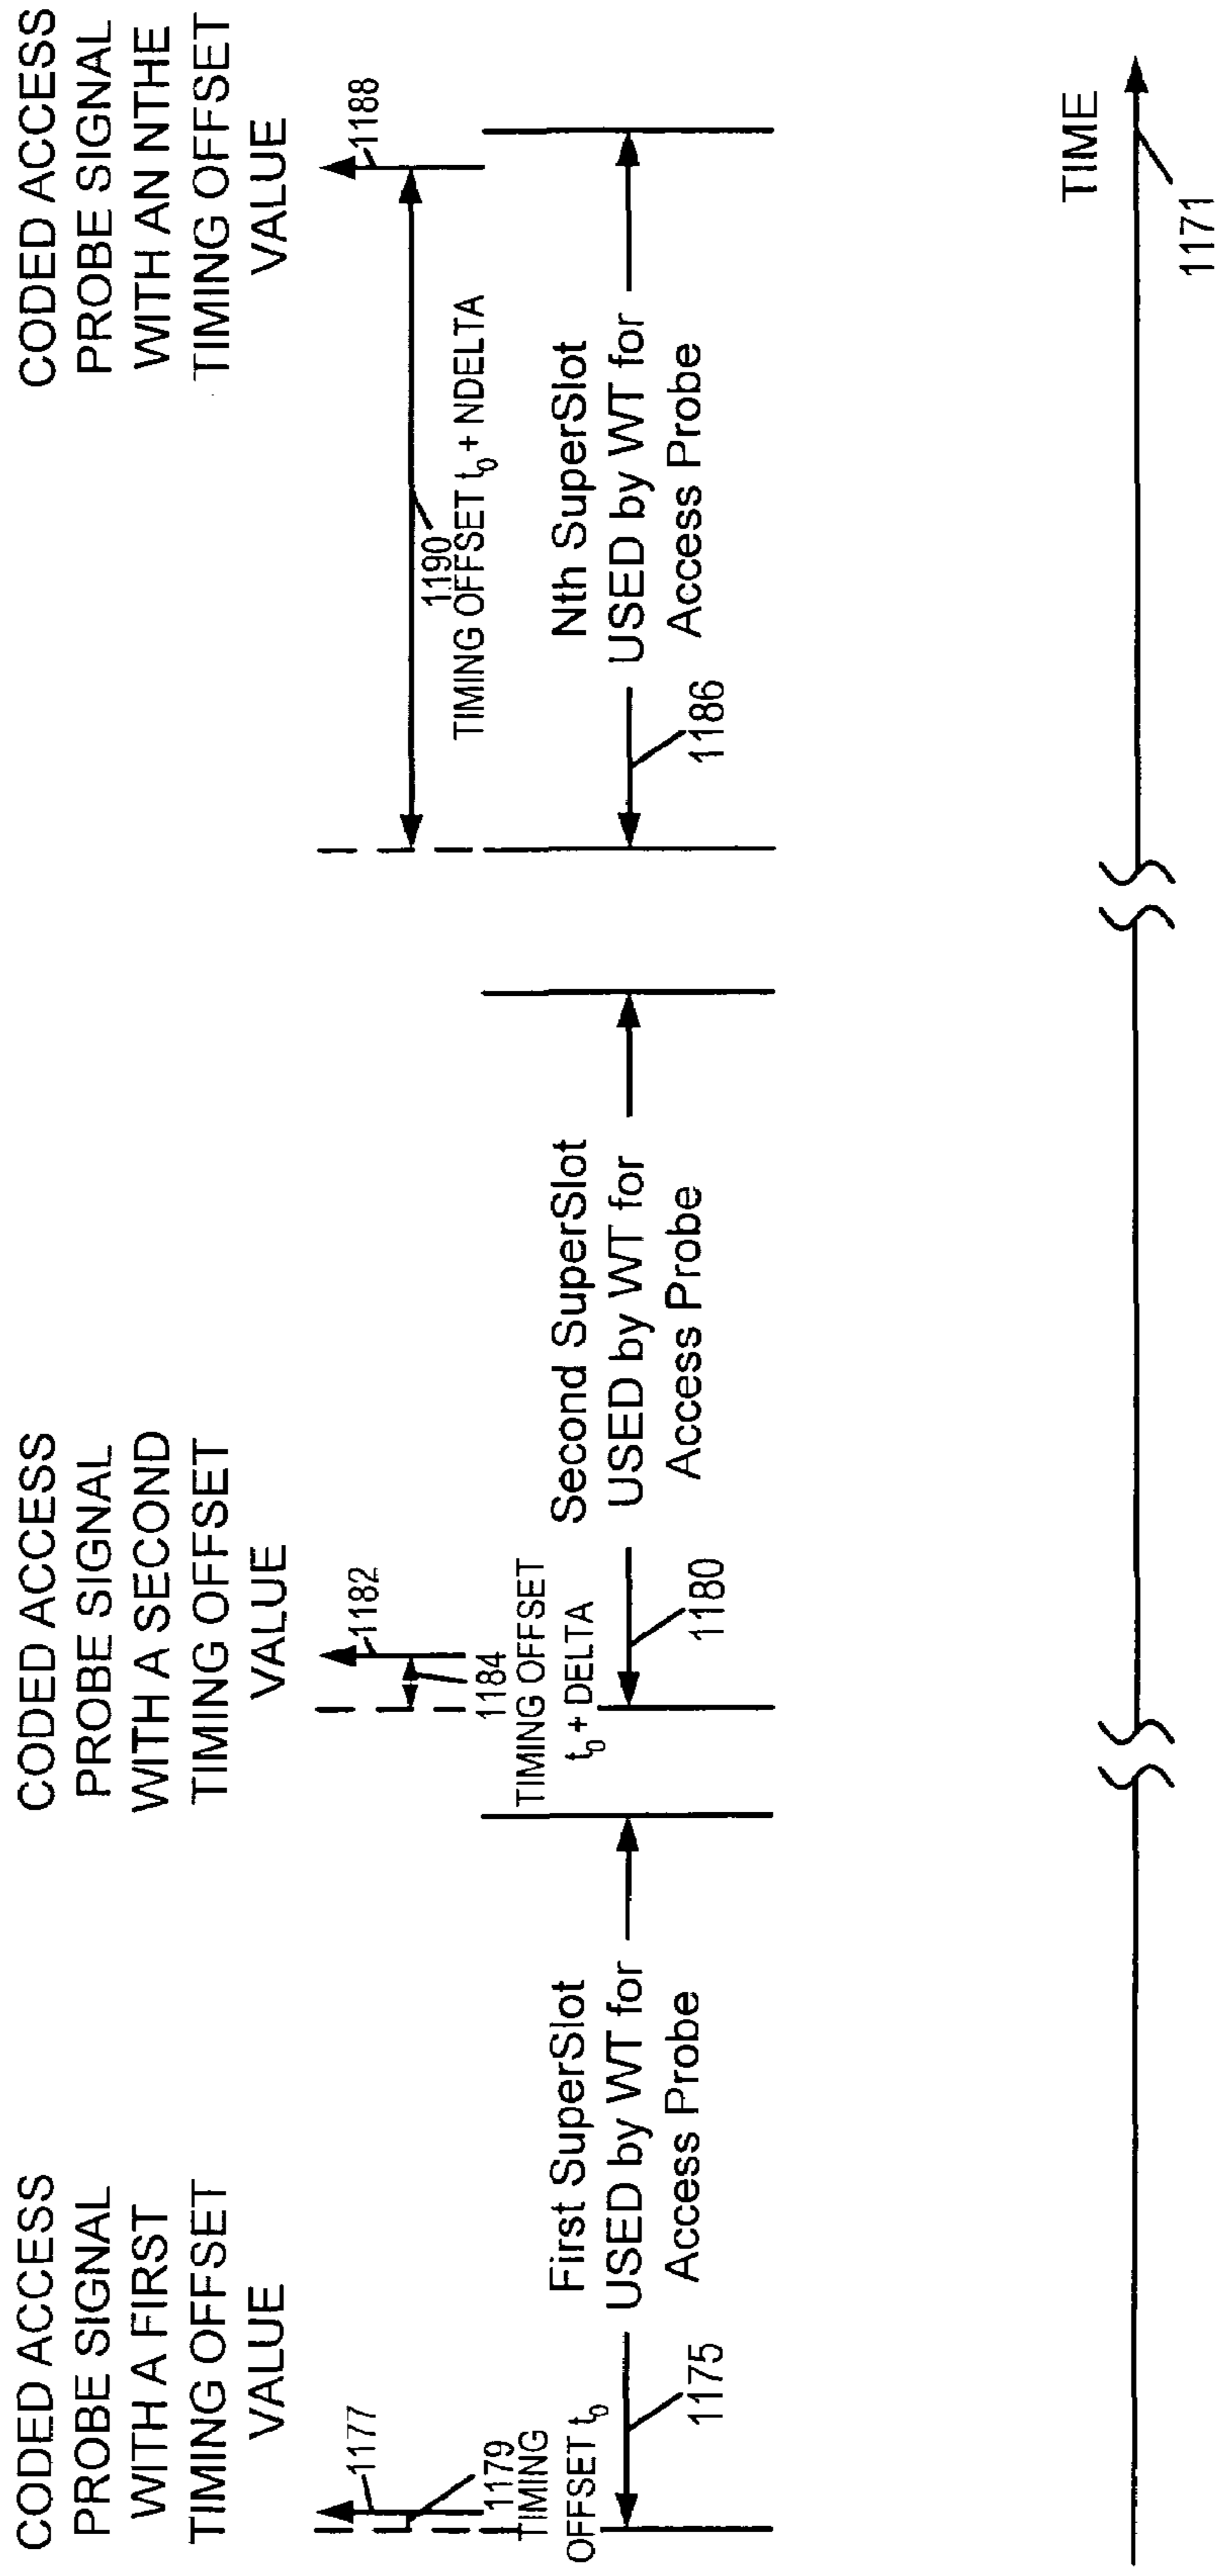 CODED ACCESS
PROBE SIGNAL
WITH A FIRST
TIMING OFFSET
VALUE
1177
1179
TIMING
OFFSET t0
First SuperSlot
USED by WT for
Access Probe
1175
CODED ACCESS
PROBE SIGNAL
WITH A SECOND
TIMING OFFSET
VALUE
1182
1184
TIMING OFFSET
t0 + DELTA
Second SuperSlot
USED by WT for
Access Probe
1180
CODED ACCESS
PROBE SIGNAL
WITH AN NTHE
TIMING OFFSET
VALUE
1188
1190
TIMING OFFSET t0 + NDELTA
Nth SuperSlot
USED by WT for
Access Probe
1186
TIME
1171